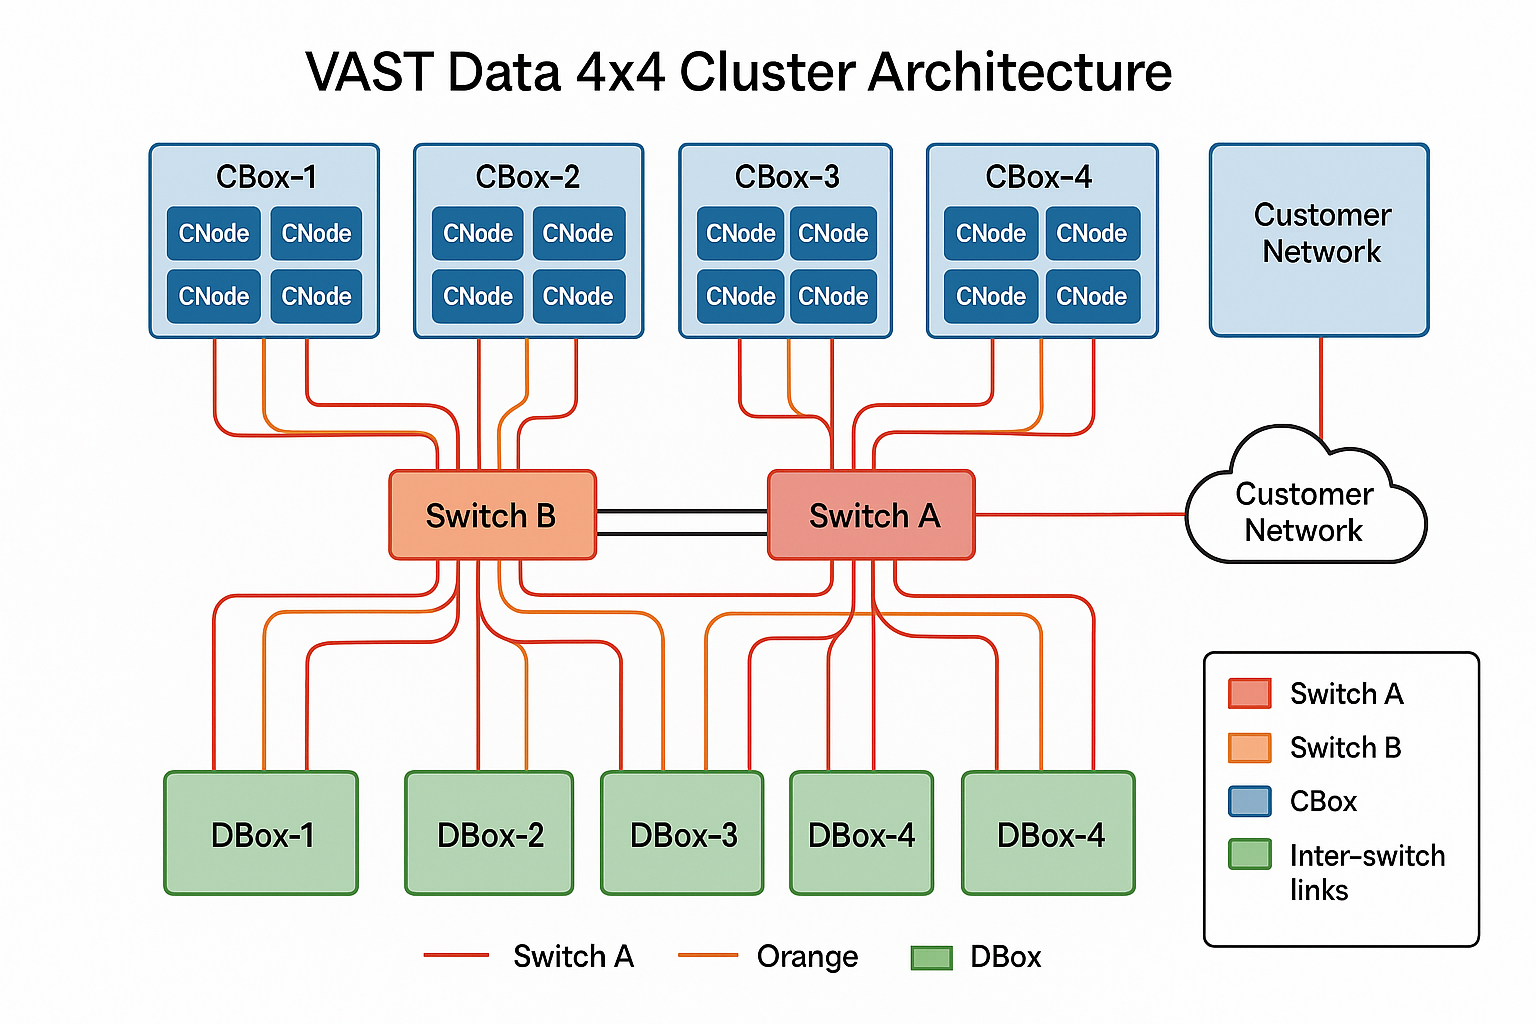 VAST Data 4x4 Cluster Architecture
CBox-1
CNode CNode
CNode CNode
CBox-2
CNode CNode
CNode CNode
CBox-3
CNode CNode
CNode CNode
CBox-4
CNode CNode
CNode CNode
Customer
Network
Switch B
Switch A
Customer
Network
DBox-1
DBox-2
DBox-3
DBox-4
DBox-4
Switch A
Switch B
CBox
Inter-switch
links
Switch A
Orange
DBox